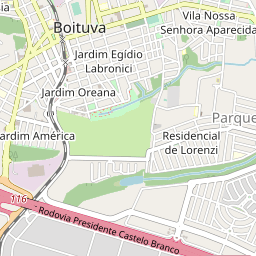 Vila Nossa
Senhora Aparecida
Boituva
Jardim Egídio
Labronici
Jardim Oreana
Parque
Jardim América
Residencial
de Lorenzi
116
Rodovia Presidente Castelo Branco